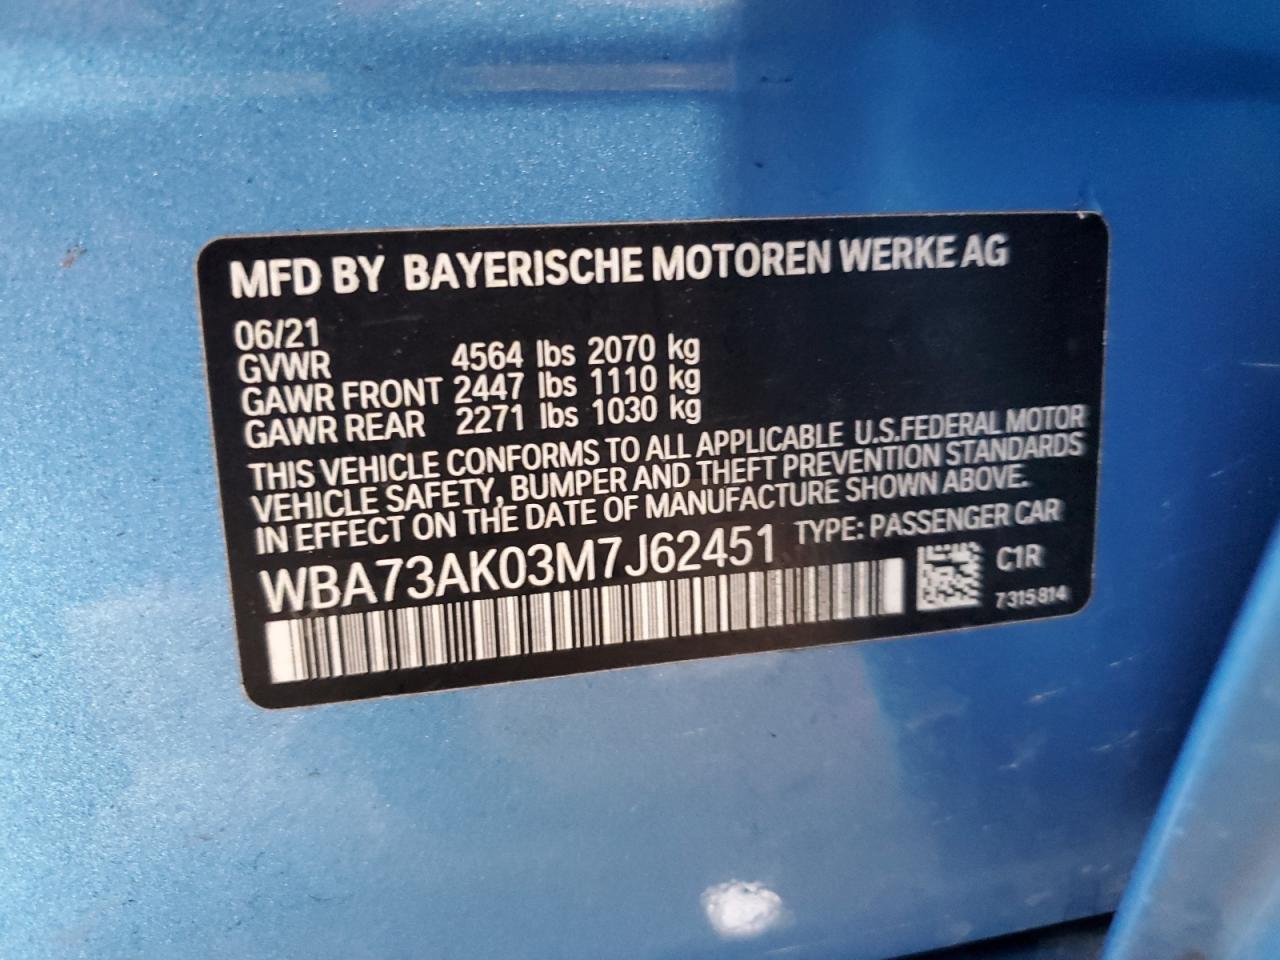 MFD BY BAYERISCHE MOTOREN WERKE AG
06/21
GVWR 4564 lbs 2070 kg
GAWR FRONT 2447 lbs 1110 kg
GAWR REAR 2271 lbs 1030 kg
THIS VEHICLE CONFORMS TO ALL APPLICABLE U.S.FEDERAL MOTOR
VEHICLE SAFETY, BUMPER AND THEFT PREVENTION STANDARDS
IN EFFECT ON THE DATE OF MANUFACTURE SHOWN ABOVE.
WBA73AK03M7J62451 TYPE: PASSENGER CAR
C1R
7315814